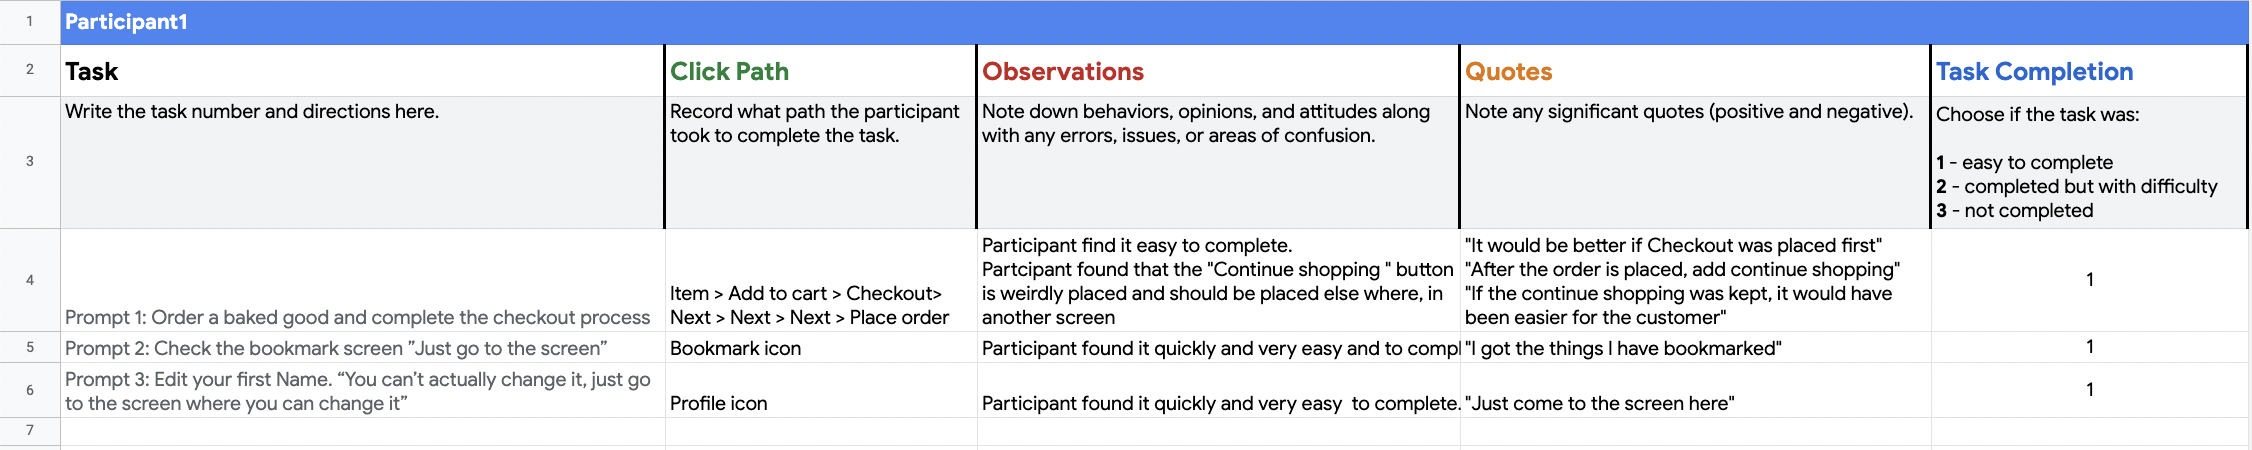 1 Participant1
2 Task Click Path Observations Quotes Task Completion
3
Write the task number and directions here.
Record what path the participant
took to complete the task.
Note down behaviors, opinions, and attitudes along
with any errors, issues, or areas of confusion.
Note any significant quotes (positive and negative).
Choose if the task was:
1 - easy to complete
2 - completed but with difficulty
3 - not completed
4
Prompt 1: Order a baked good and complete the checkout process
Item > Add to cart > Checkout>
Next > Next > Next > Place order
Participant find it easy to complete.
Partcipant found that the "Continue shopping " button
is weirdly placed and should be placed else where, in
another screen
"It would be better if Checkout was placed first"
"After the order is placed, add continue shopping"
"If the continue shopping was kept, it would have
been easier for the customer"
1
5
Prompt 2: Check the bookmark screen ”Just go to the screen”
Bookmark icon
Participant found it quickly and very easy and to compl
"I got the things I have bookmarked"
1
6
Prompt 3: Edit your first Name. “You can’t actually change it, just go
to the screen where you can change it”
Profile icon
Participant found it quickly and very easy  to complete.
"Just come to the screen here"
1
7